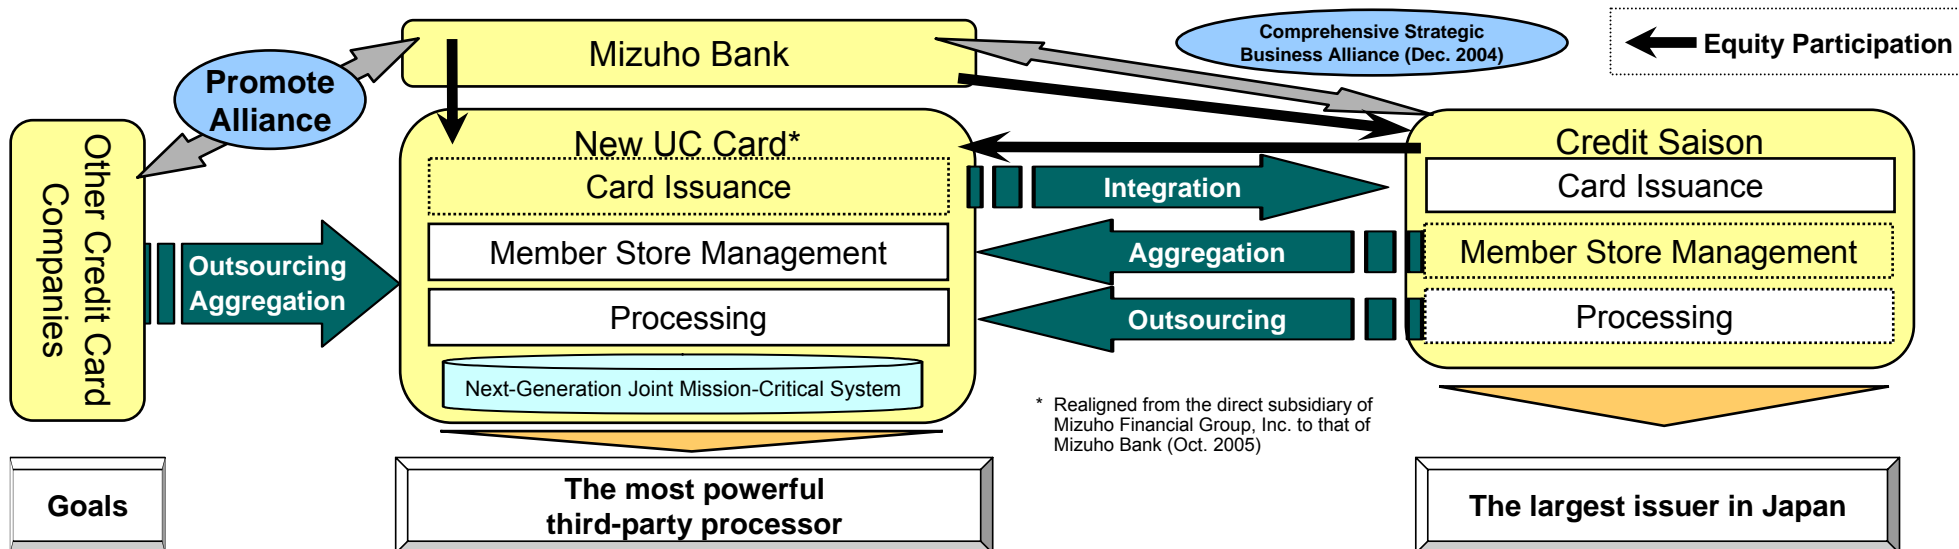 Mizuho Bank
Comprehensive Strategic
Business Alliance (Dec. 2004)
Equity Participation
Promote
Alliance
Other Credit Card
Companies
New UC Card*
Card Issuance
Member Store Management
Processing
Next-Generation Joint Mission-Critical System
Outsourcing
Aggregation
Integration
Aggregation
Outsourcing
Credit Saison
Card Issuance
Member Store Management
Processing
* Realigned from the direct subsidiary of
Mizuho Financial Group, Inc. to that of
Mizuho Bank (Oct. 2005)
Goals
The most powerful
third-party processor
The largest issuer in Japan